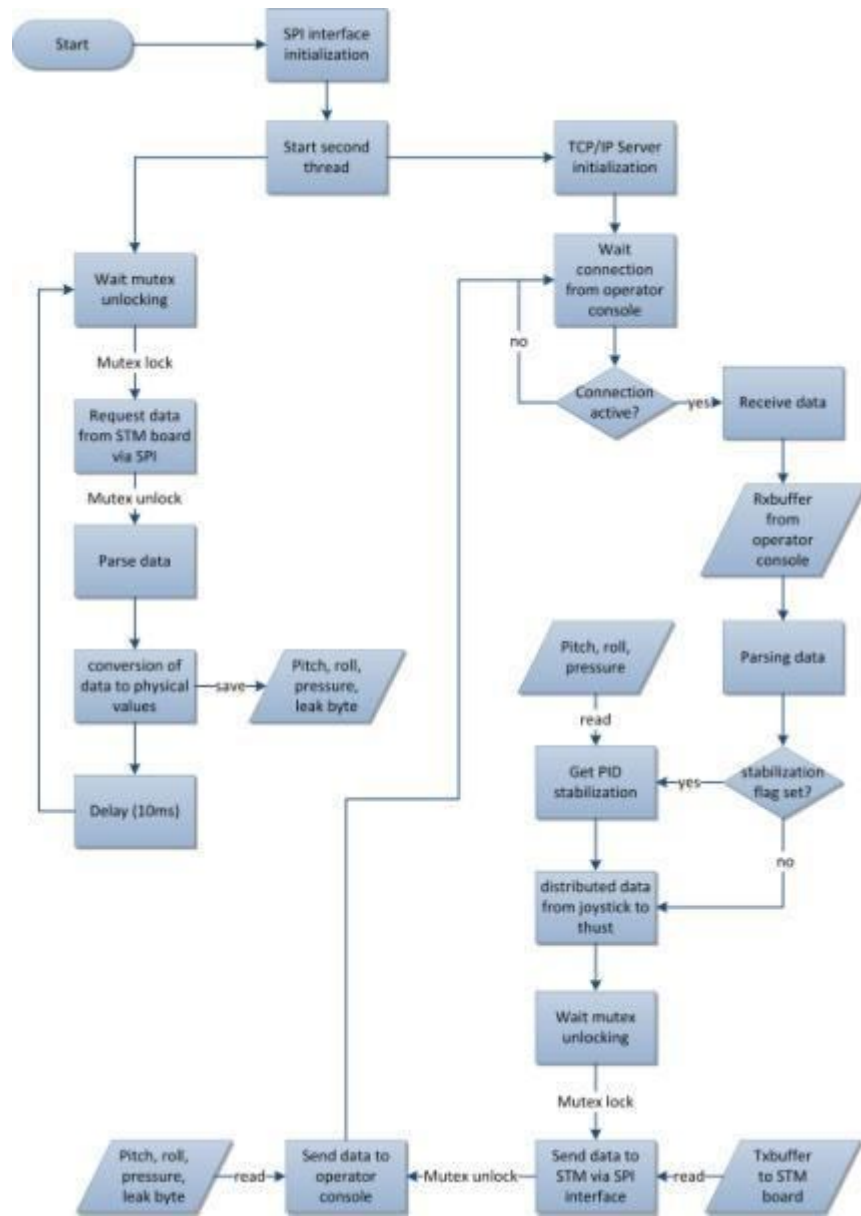 Start
SPI interface
initialization
Start second
thread
TCP/IP Server
initialization
Wait mutex
unlocking
Wait
connection
from operator
console
no
Mutex lock
Connection
active?
yes
Receive data
Request data
from STM board
via SPI
Mutex unlock
Rxbuffer
from
operator
console
Parse data
Parsing data
conversion of
data to physical
values
save
Pitch, roll,
pressure,
leak byte
Pitch, roll,
pressure
read
Delay (10ms)
Get PID
stabilization
yes
stabilization
flag set?
no
distributed data
from joystick to
thust
Wait mutex
unlocking
Mutex lock
Pitch, roll,
pressure,
leak byte
read
Send data to
operator
console
Mutex unlock
Send data to
STM via SPI
interface
read
Txbuffer
to STM
board